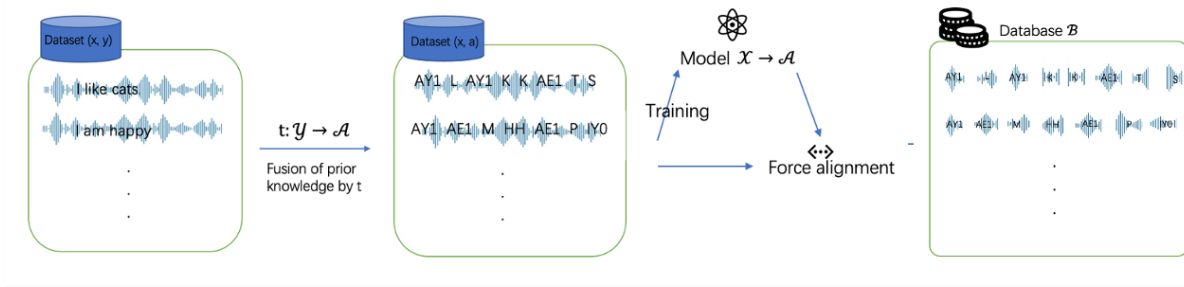 Dataset (x, y)
I like cats.
I am happy
.
.
.
t: 𝒴 → 𝒜
Fusion of prior
knowledge by t
Dataset (x, a)
AY1 L AY1 K K AE1 T S
AY1 AE1 M HH AE1 P IY0
.
.
.
Training
Model 𝒳 → 𝒜
Force alignment
Database ℬ
AY1 L AY1 K K AE1 T S
AY1 AE1 M HH AE1 P IY0
.
.
.